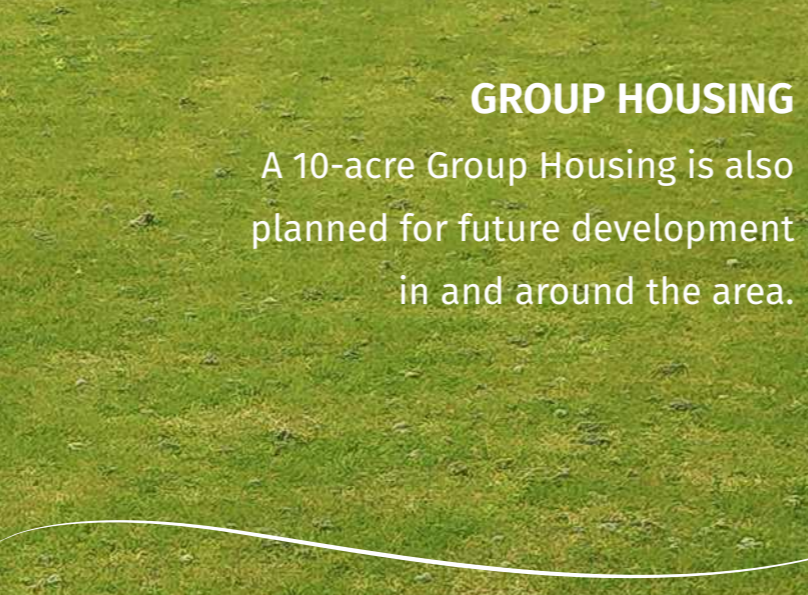 GROUP HOUSING
A 10-acre Group Housing is also
planned for future development
in and around the area.